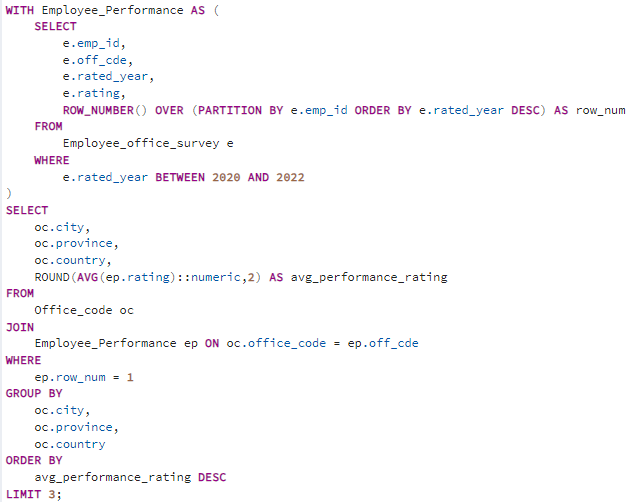 WITH Employee_Performance AS (
    SELECT
        e.emp_id,
        e.off_cde,
        e.rated_year,
        e.rating,
        ROW_NUMBER() OVER (PARTITION BY e.emp_id ORDER BY e.rated_year DESC) AS row_num
    FROM
        Employee_office_survey e
    WHERE
        e.rated_year BETWEEN 2020 AND 2022
)
SELECT
    oc.city,
    oc.province,
    oc.country,
    ROUND(AVG(ep.rating)::numeric,2) AS avg_performance_rating
FROM
    Office_code oc
JOIN
    Employee_Performance ep ON oc.office_code = ep.off_cde
WHERE
    ep.row_num = 1
GROUP BY
    oc.city,
    oc.province,
    oc.country
ORDER BY
    avg_performance_rating DESC
LIMIT 3;